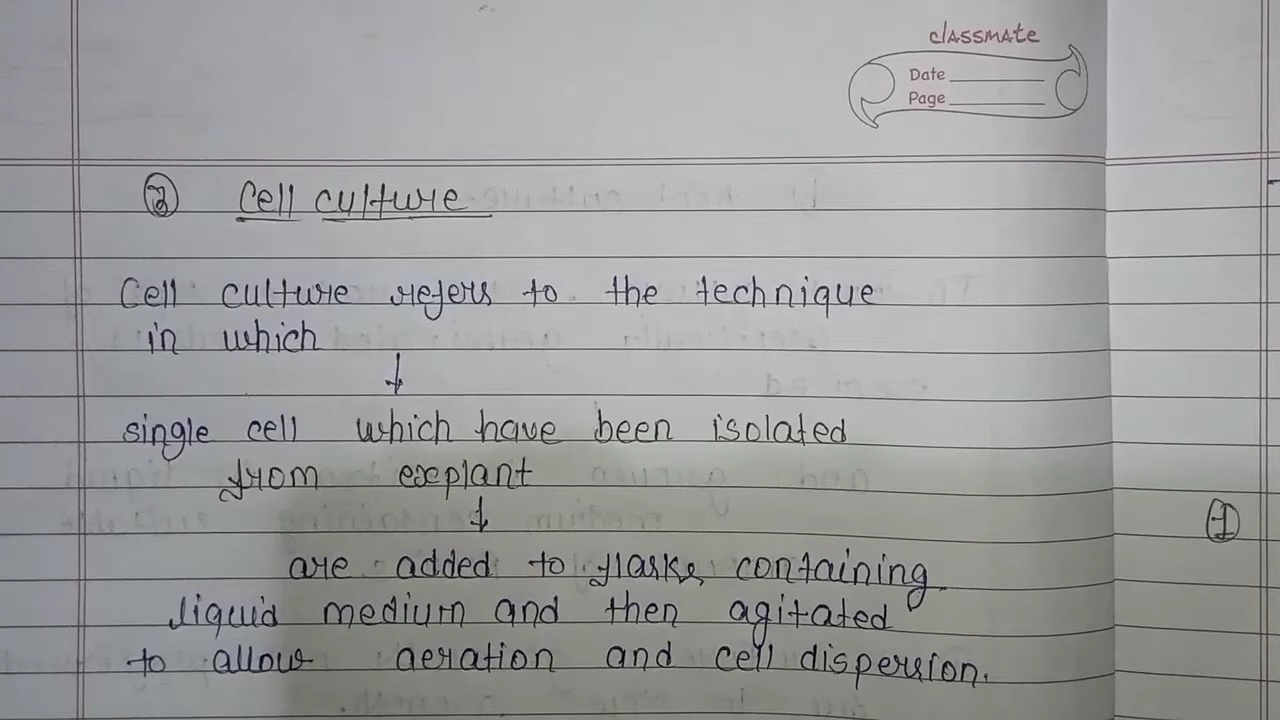 classmate
Date
Page
② Cell culture
Cell culture refers to the technique
in which
↓
single cell which have been isolated
from explant
↓
are added to flasks containing
liquid medium and then agitated
to allow aeration and cell dispersion.
①